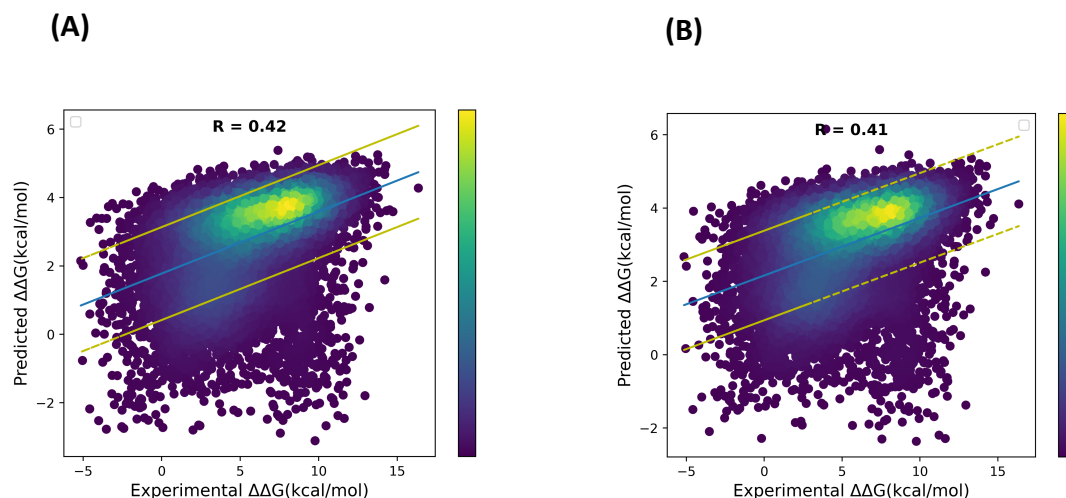 (A)
R = 0.42
6
4
2
0
−2
−5
0
5
10
15
Predicted ΔΔG(kcal/mol)
Experimental ΔΔG(kcal/mol)
(B)
R = 0.41
6
4
2
0
−2
−5
0
5
10
15
Predicted ΔΔG(kcal/mol)
Experimental ΔΔG(kcal/mol)